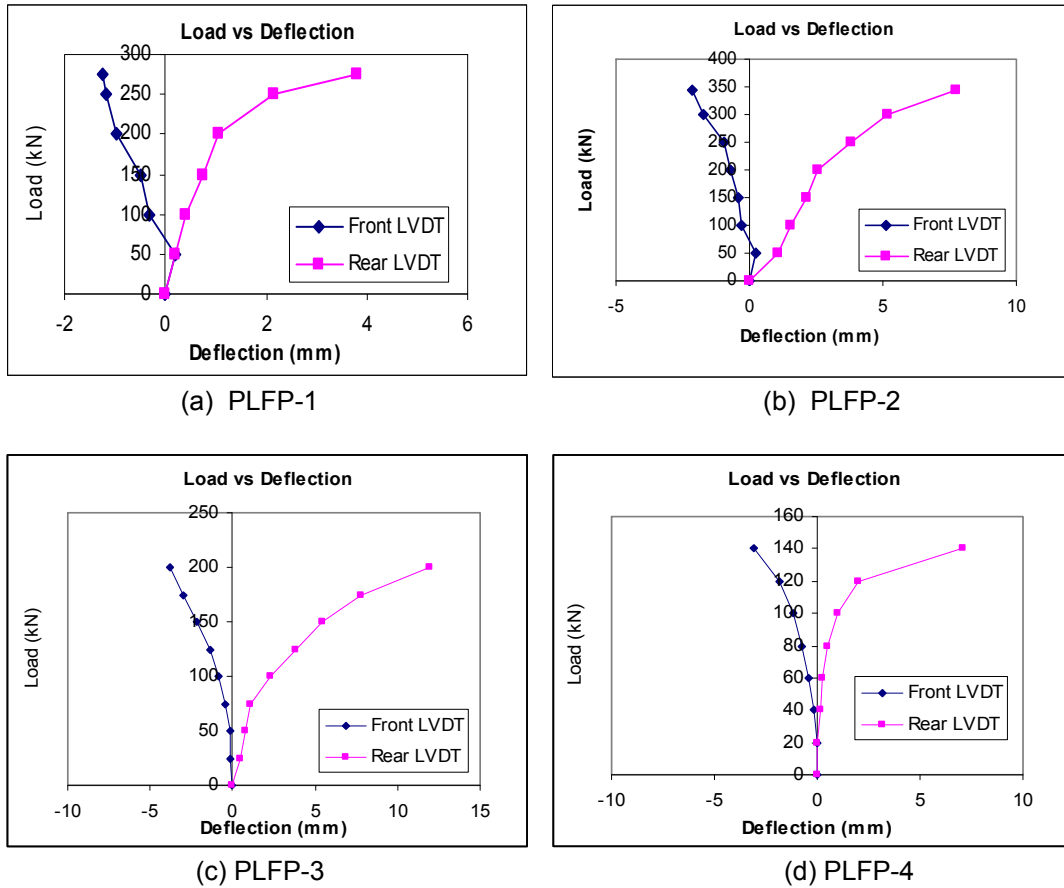 Load vs Deflection
300
250
200
150
100
50
0
-2 0 2 4 6
Load (kN)
Deflection (mm)
Front LVDT
Rear LVDT
(a) PLFP-1
Load vs Deflection
400
350
300
250
200
150
100
50
0
-5 0 5 10
Load (kN)
Deflection (mm)
Front LVDT
Rear LVDT
(b) PLFP-2
Load vs Deflection
250
200
150
100
50
0
-10 -5 0 5 10 15
Load (kN)
Deflection (mm)
Front LVDT
Rear LVDT
(c) PLFP-3
Load vs Deflection
160
140
120
100
80
60
40
20
0
-10 -5 0 5 10
Load (kN)
Deflection (mm)
Front LVDT
Rear LVDT
(d) PLFP-4